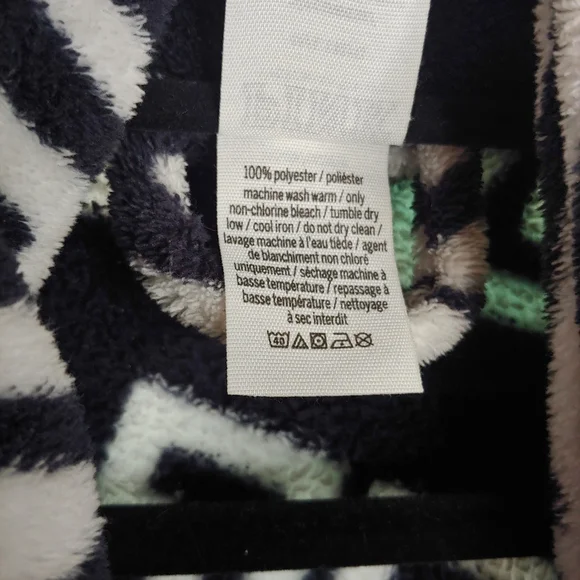 100% polyester / poliéster
machine wash warm / only
non-chlorine bleach / tumble dry
low / cool iron / do not dry clean /
lavage machine à l'eau tiède / agent
de blanchiment non chloré
uniquement / séchage machine à
basse température / repassage à
basse température / nettoyage
à sec interdit
40